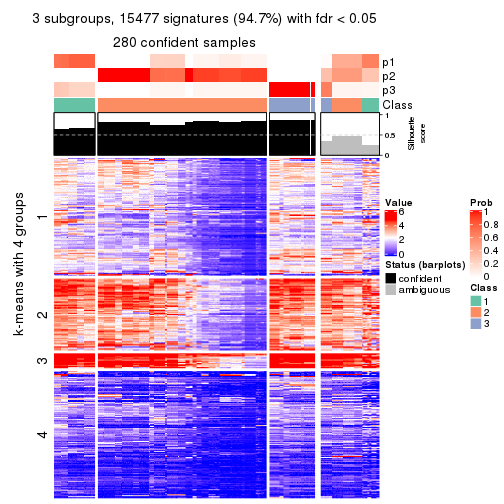 3 subgroups, 15477 signatures (94.7%) with fdr < 0.05
280 confident samples
p1
p2
p3
Class
1
0.5
0
Silhouette
score
k-means with 4 groups
1
2
3
4
Value
6
4
2
0
Status (barplots)
confident
ambiguous
Prob
1
0.8
0.6
0.4
0.2
0
Class
1
2
3